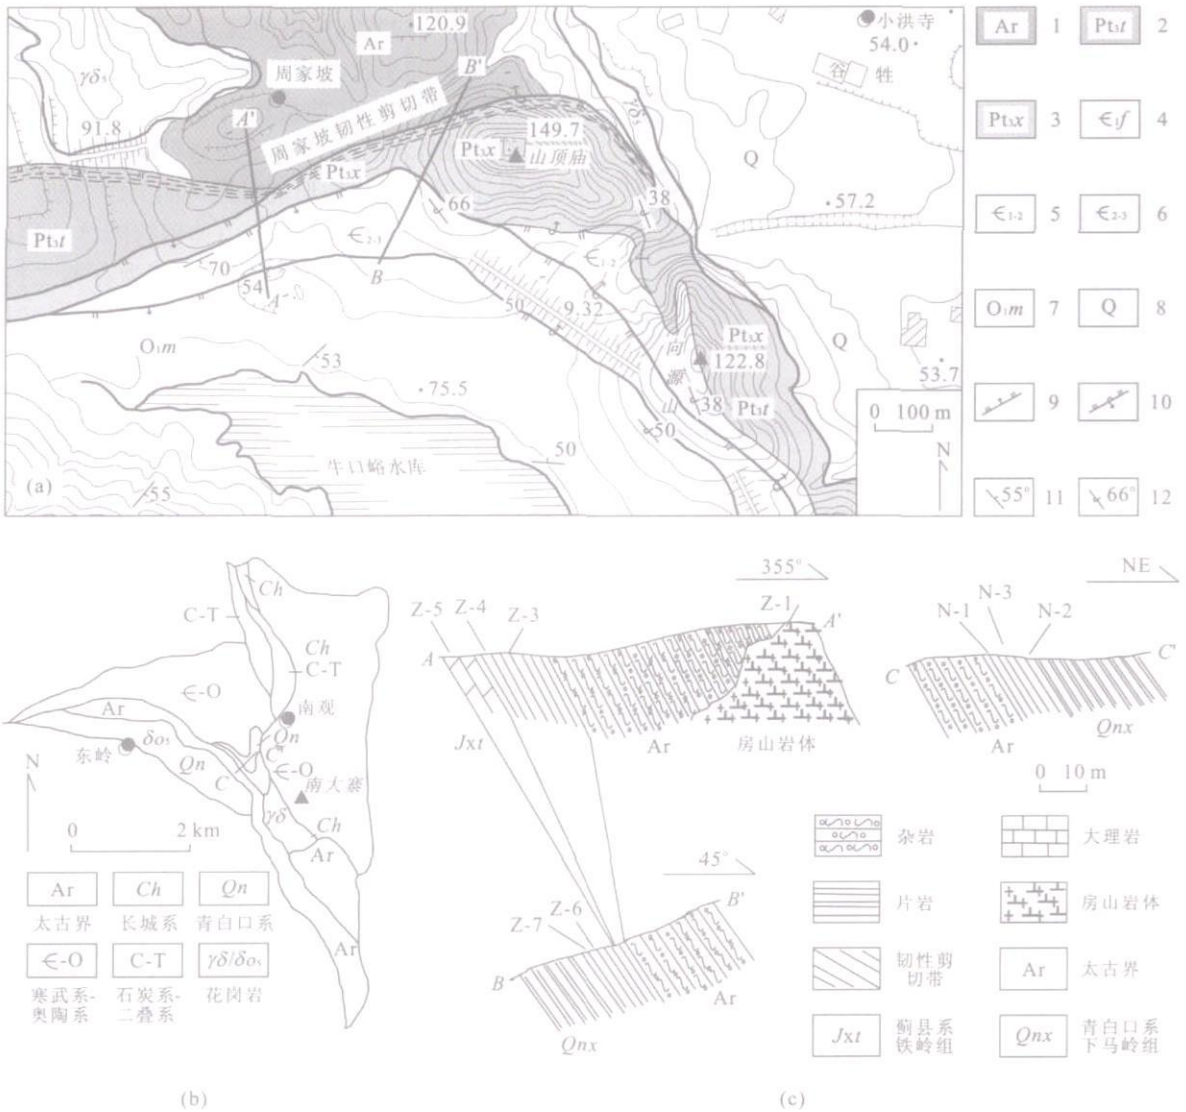 120.9
Ar
γδ₅
周家坡
B'
小洪寺
54.0
谷 牲
91.8
A'
周家坡韧性剪切带
149.7
Pt₃x
山顶庙
γδ₅
Q
Pt₃x
66
38
57.2
Pt₃t
∈₂₋₃
∈₁₋₂
70
B
54
A
50
9.32
O₁m
53
向源山
Pt₃x
122.8
Q
53.7
75.5
38
Pt₃t
50
50
牛口峪水库
55
(a)
0 100 m
N
Ar 1
Pt₃t 2
Pt₃x 3
∈₁f 4
∈₁₋₂ 5
∈₂₋₃ 6
O₁m 7
Q 8
9
10
55° 11
66° 12
Ch
C-T
Ch
C-T
∈-O
Ar
南观
δo₅
Qn
东岭
C'
Qn
C
∈-O
南大寨
γδ
Ch
Ar
Ar
N
0 2 km
Ar
Ch
Qn
太古界
长城系
青白口系
∈-O
C-T
γδ/δo₅
寒武系-
奥陶系
石炭系-
二叠系
花岗岩
(b)
355°
Z-5
Z-4
Z-3
Z-1
A
A'
Jxt
Ar
房山岩体
NE
N-1
N-3
N-2
C
C'
Ar
Qnx
0 10 m
45°
Z-7
Z-6
B
B'
Ar
Qnx
杂岩
大理岩
片岩
房山岩体
韧性剪
切带
Ar
太古界
Jxt
蓟县系
铁岭组
Qnx
青白口系
下马岭组
(c)